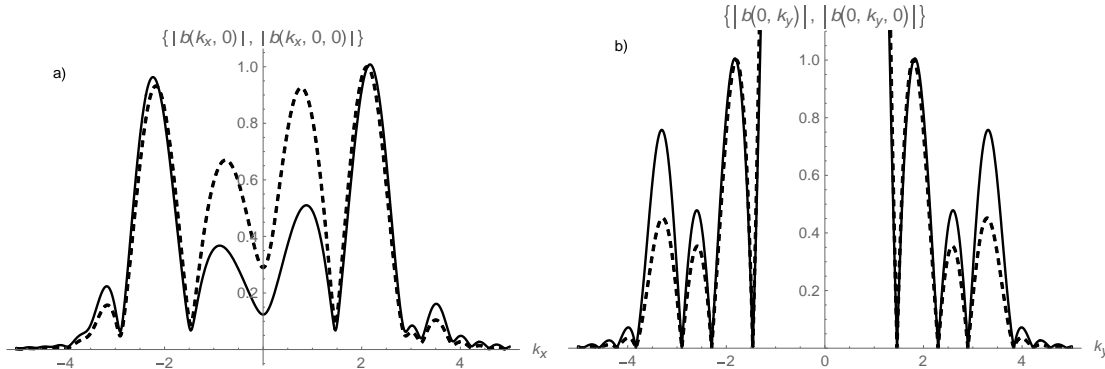 {| b(kx, 0)|, | b(kx, 0, 0)|}
a)
1.0
0.8
0.6
0.4
0.2
−4 −2 2 4
kx
{| b(0, ky)|, | b(0, ky, 0)|}
b)
1.0
0.8
0.6
0.4
0.2
−4 −2 0 2 4
ky